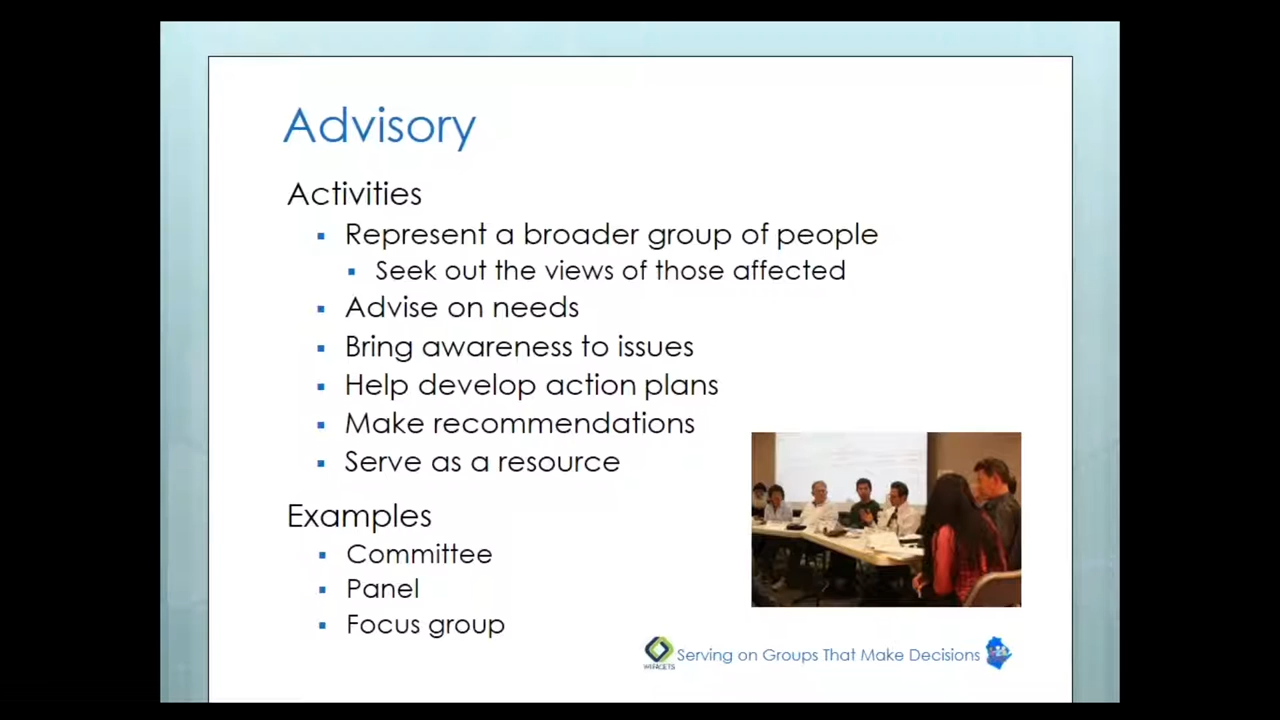 Advisory
Activities
Represent a broader group of people
Seek out the views of those affected
Advise on needs
Bring awareness to issues
Help develop action plans
Make recommendations
Serve as a resource
Examples
Committee
Panel
Focus group
Serving on Groups That Make Decisions